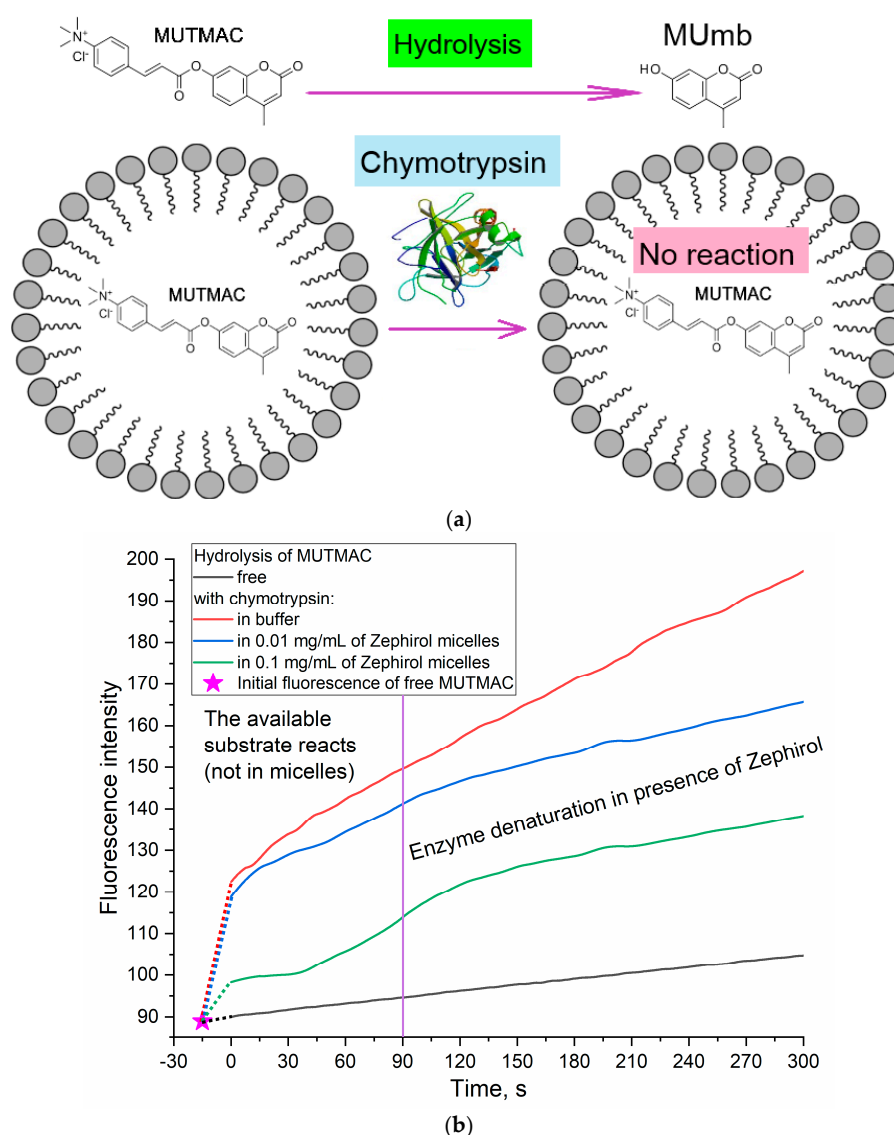 MUTMAC
N+
Cl-
O
O
O
O
Hydrolysis
MUmb
HO
O
O
Chymotrypsin
MUTMAC
N+
Cl-
O
O
O
O
No reaction
MUTMAC
N+
Cl-
O
O
O
O
(a)
Hydrolysis of MUTMAC
free
with chymotrypsin:
in buffer
in 0.01 mg/mL of Zephirol micelles
in 0.1 mg/mL of Zephirol micelles
Initial fluorescence of free MUTMAC
The available
substrate reacts
(not in micelles)
Enzyme denaturation in presence of Zephirol
Fluorescence intensity
200
190
180
170
160
150
140
130
120
110
100
90
-30 0 30 60 90 120 150 180 210 240 270 300
Time, s
(b)